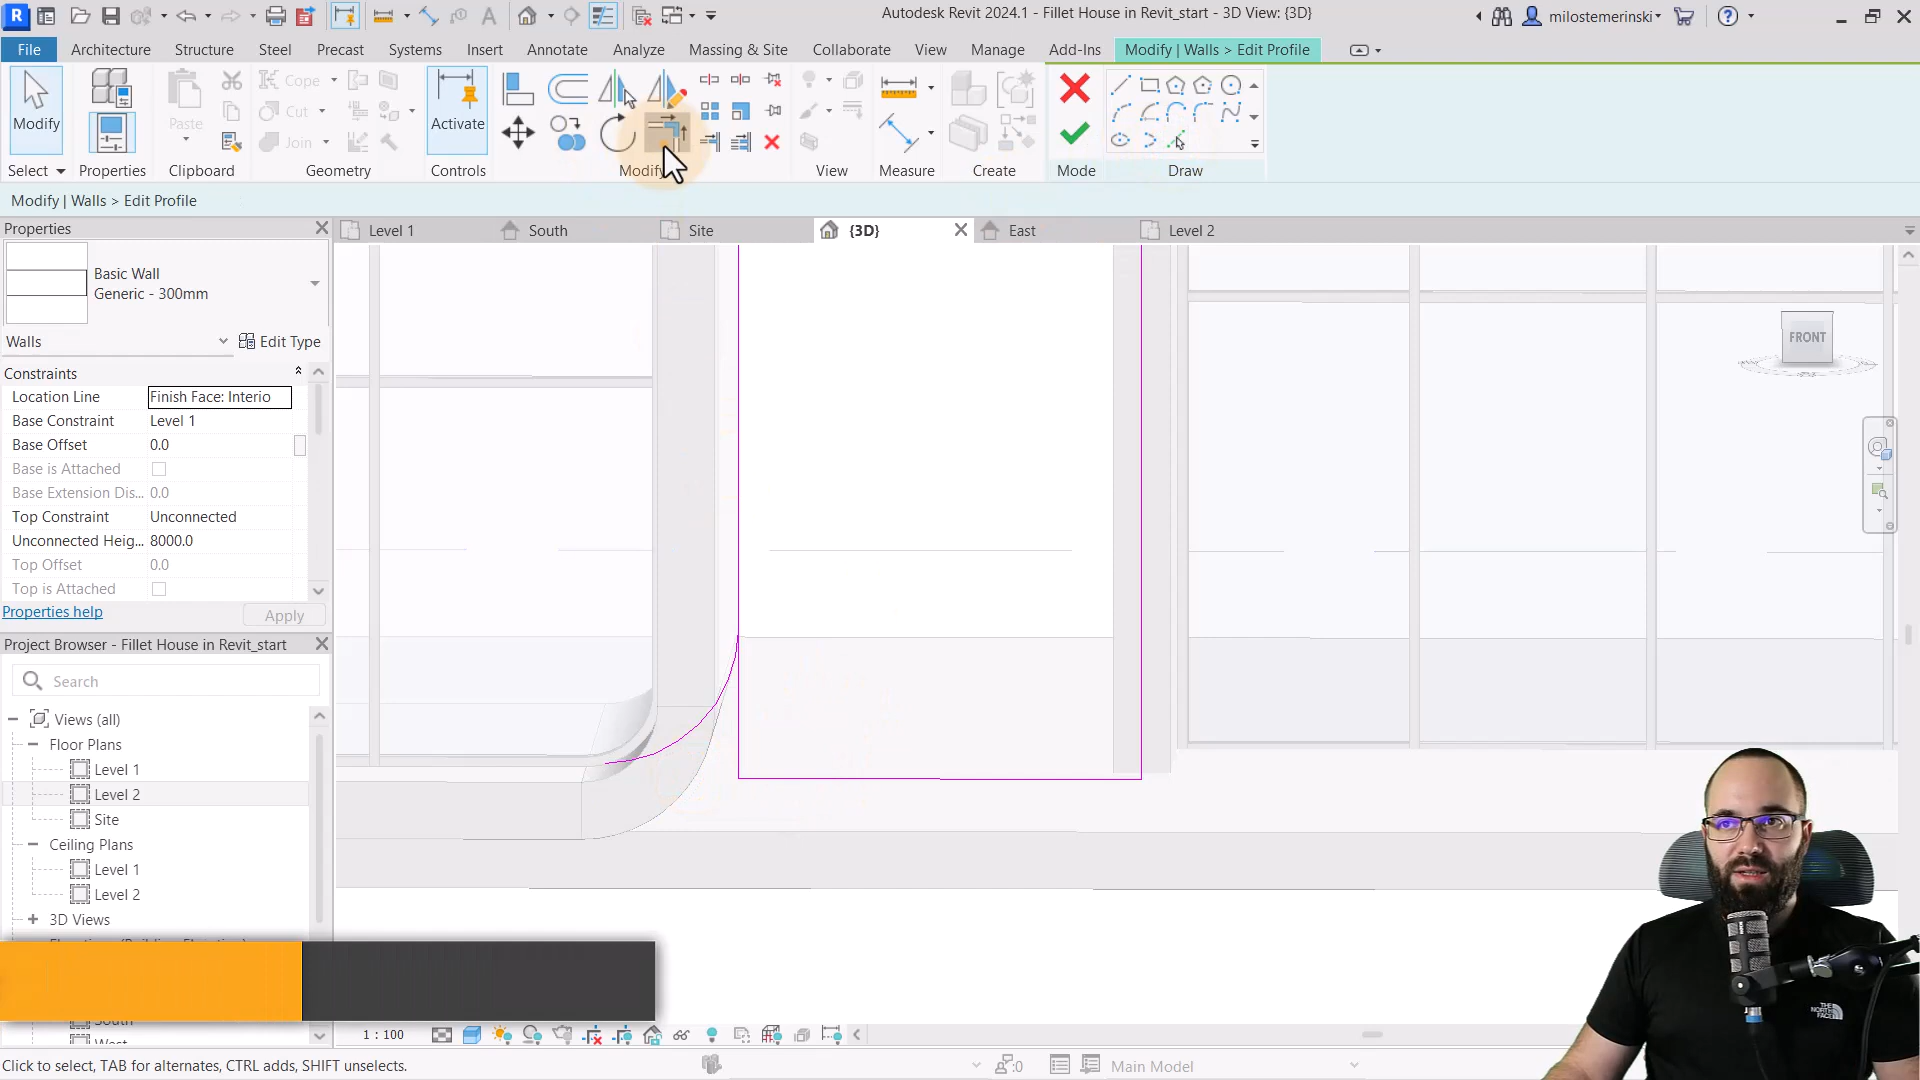 Autodesk Revit 2024.1 - Fillet House in Revit_start - 3D View: {3D}
milostemerinski
File Architecture Structure Steel Precast Systems Insert Annotate Analyze Massing & Site Collaborate View Manage Add-Ins Modify | Walls > Edit Profile
Modify Paste Cope Cut Join Activate
Select Properties Clipboard Geometry Controls Modify View Measure Create Mode Draw
Modify | Walls > Edit Profile
Properties
Level 1 South Site {3D} East Level 2
Basic Wall
Generic - 300mm
Walls Edit Type
Constraints
Location Line Finish Face: Interio
Base Constraint Level 1
Base Offset 0.0
Base is Attached
Base Extension Dis... 0.0
Top Constraint Unconnected
Unconnected Heig... 8000.0
Top Offset 0.0
Top is Attached
Properties help Apply
FRONT
Project Browser - Fillet House in Revit_start
Search
Views (all)
Floor Plans
Level 1
Level 2
Site
Ceiling Plans
Level 1
Level 2
3D Views
1 : 100
Click to select, TAB for alternates, CTRL adds, SHIFT unselects.
:0
Main Model
THE NORTH FACE